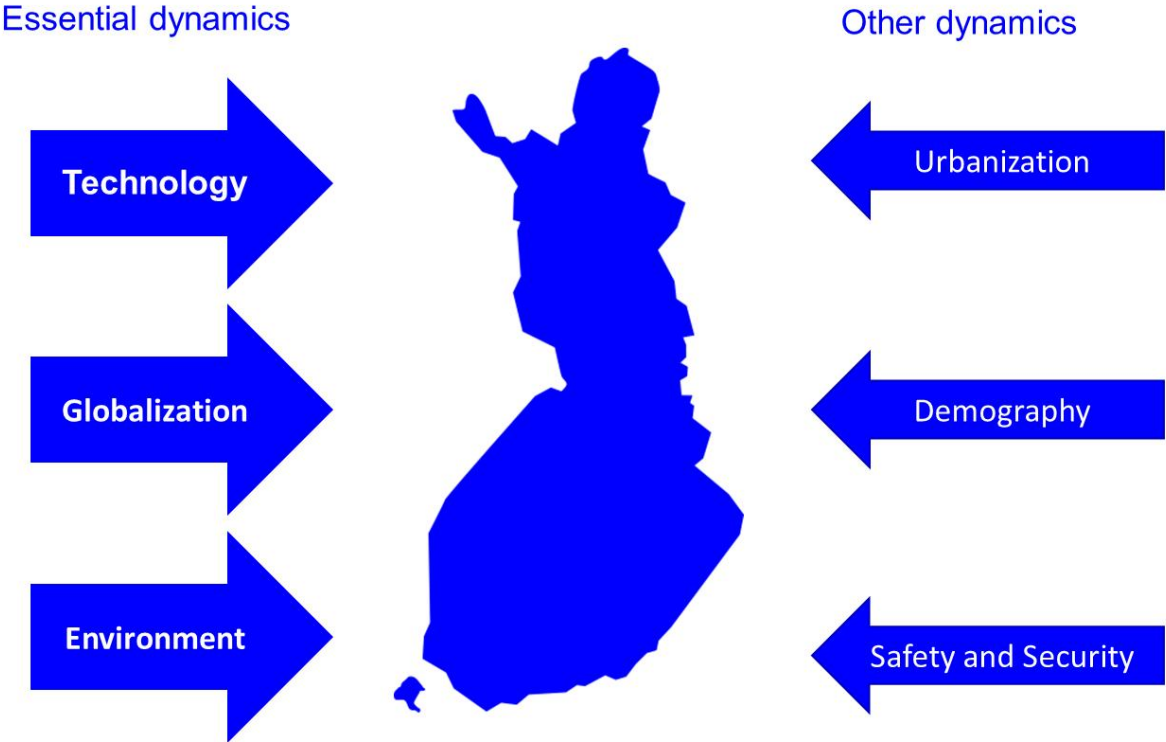 Essential dynamics
Other dynamics
Technology
Urbanization
Globalization
Demography
Environment
Safety and Security